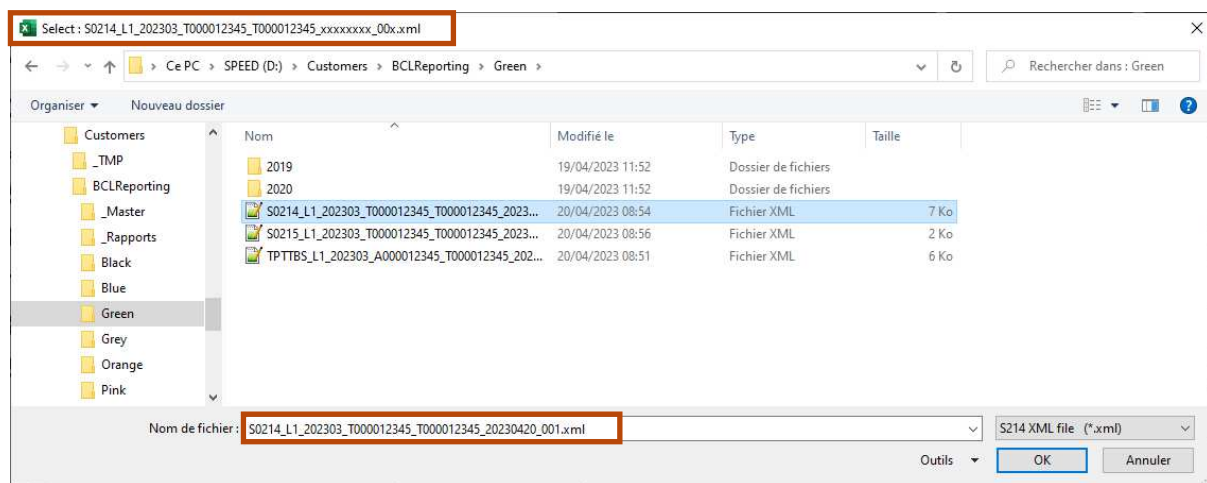 Select : S0214_L1_202303_T000012345_T000012345_xxxxxxxx_00x.xml
Ce PC > SPEED (D:) > Customers > BCLReporting > Green >
Rechercher dans : Green
Organiser Nouveau dossier
Customers
_TMP
BCLReporting
_Master
_Rapports
Black
Blue
Green
Grey
Orange
Pink
Nom Modifié le Type Taille
2019 19/04/2023 11:52 Dossier de fichiers
2020 19/04/2023 11:52 Dossier de fichiers
S0214_L1_202303_T000012345_T000012345_2023... 20/04/2023 08:54 Fichier XML 7 Ko
S0215_L1_202303_T000012345_T000012345_2023... 20/04/2023 08:56 Fichier XML 2 Ko
TPTTBS_L1_202303_A000012345_T000012345_202... 20/04/2023 08:51 Fichier XML 6 Ko
Nom de fichier : S0214_L1_202303_T000012345_T000012345_20230420_001.xml
S214 XML file (*.xml)
Outils OK Annuler